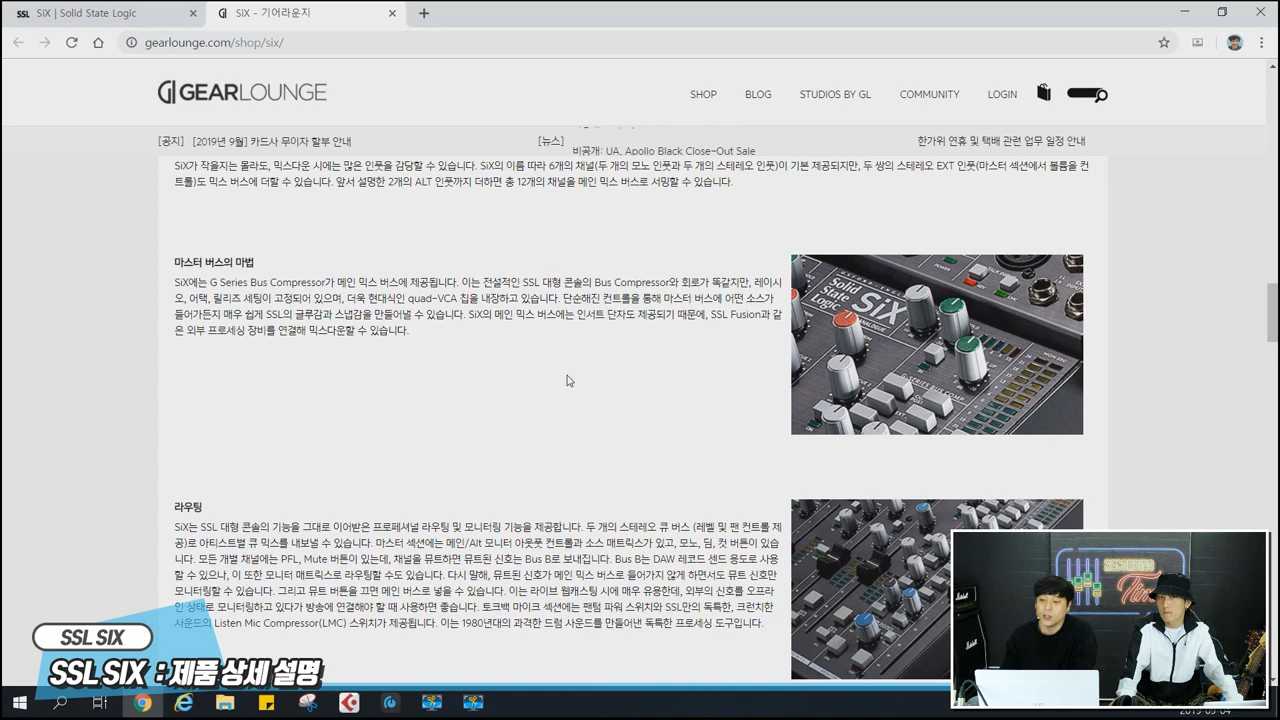 SSL SiX | Solid State Logic
SiX - 기어라운지
gearlounge.com/shop/six/
GEARLOUNGE
SHOP
BLOG
STUDIOS BY GL
COMMUNITY
LOGIN
[공지] [2019년 9월] 카드사 무이자 할부 안내
[뉴스]
비공개: UA, Apollo Black Close-Out Sale
한가위 연휴 및 택배 관련 업무 일정 안내
SiX가 작을지는 몰라도, 믹스다운 시에는 많은 인풋을 감당할 수 있습니다. SiX의 이름 따라 6개의 채널(두 개의 모노 인풋과 두 개의 스테레오 인풋)이 기본 제공되지만, 두 쌍의 스테레오 EXT 인풋(마스터 섹션에서 볼륨을 컨
트롤)도 믹스 버스에 더할 수 있습니다. 앞서 설명한 2개의 ALT 인풋까지 더하면 총 12개의 채널을 메인 믹스 버스로 서밍할 수 있습니다.
마스터 버스의 마법
SiX에는 G Series Bus Compressor가 메인 믹스 버스에 제공됩니다. 이는 전설적인 SSL 대형 콘솔의 Bus Compressor와 회로가 똑같지만, 레이시
오, 어택, 릴리즈 세팅이 고정되어 있으며, 더욱 현대식인 quad-VCA 칩을 내장하고 있습니다. 단순해진 컨트롤을 통해 마스터 버스에 어떤 소스가
들어가든지 매우 쉽게 SSL의 글루감과 스냅감을 만들어낼 수 있습니다. SiX의 메인 믹스 버스에는 인서트 단자도 제공되기 때문에, SSL Fusion과 같
은 외부 프로세싱 장비를 연결해 믹스다운할 수 있습니다.
Solid State Logic
SiX
G-SERIES BUS COMP
라우팅
SiX는 SSL 대형 콘솔의 기능을 그대로 이어받은 프로페셔널 라우팅 및 모니터링 기능을 제공합니다. 두 개의 스테레오 큐 버스 (레벨 및 팬 컨트롤 제
공)로 아티스트별 큐 믹스를 내보낼 수 있습니다. 마스터 섹션에는 메인/Alt 모니터 아웃풋 컨트롤과 소스 매트릭스가 있고, 모노, 딤, 컷 버튼이 있습
니다. 모든 개별 채널에는 PFL, Mute 버튼이 있는데, 채널을 뮤트하면 뮤트된 신호는 Bus B로 보내집니다. Bus B는 DAW 레코드 센드 용도로 사용
할 수 있으나, 이 또한 모니터 매트릭스로 라우팅할 수도 있습니다. 다시 말해, 뮤트된 신호가 메인 믹스 버스로 들어가지 않게 하면서도 뮤트 신호만
모니터링할 수 있습니다. 그리고 뮤트 버튼을 끄면 메인 버스로 넣을 수 있습니다. 이는 라이브 웹캐스팅 시에 매우 유용한데, 외부의 신호를 오프라
인 상태로 모니터링하고 있다가 방송에 연결해야 할 때 사용하면 좋습니다. 토크백 마이크 섹션에는 팬텀 파워 스위치와 SSL만의 독특한, 크런치한
사운드의 Listen Mic Compressor(LMC) 스위치가 제공됩니다. 이는 1980년대의 과격한 드럼 사운드를 만들어낸 독특한 프로세싱 도구입니다.
SSL SIX
SSL SIX : 제품 상세 설명
Marshall
Time
2019-09-04